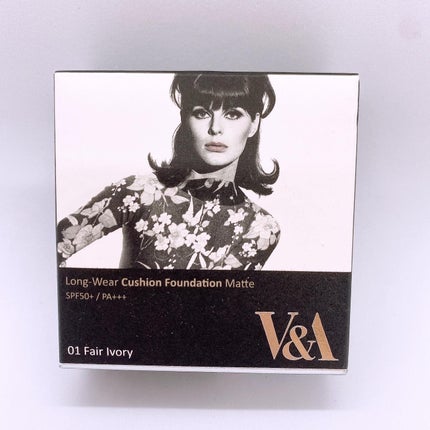 Long-Wear Cushion Foundation Matte
SPF50+ / PA+++
V&A
01 Fair Ivory